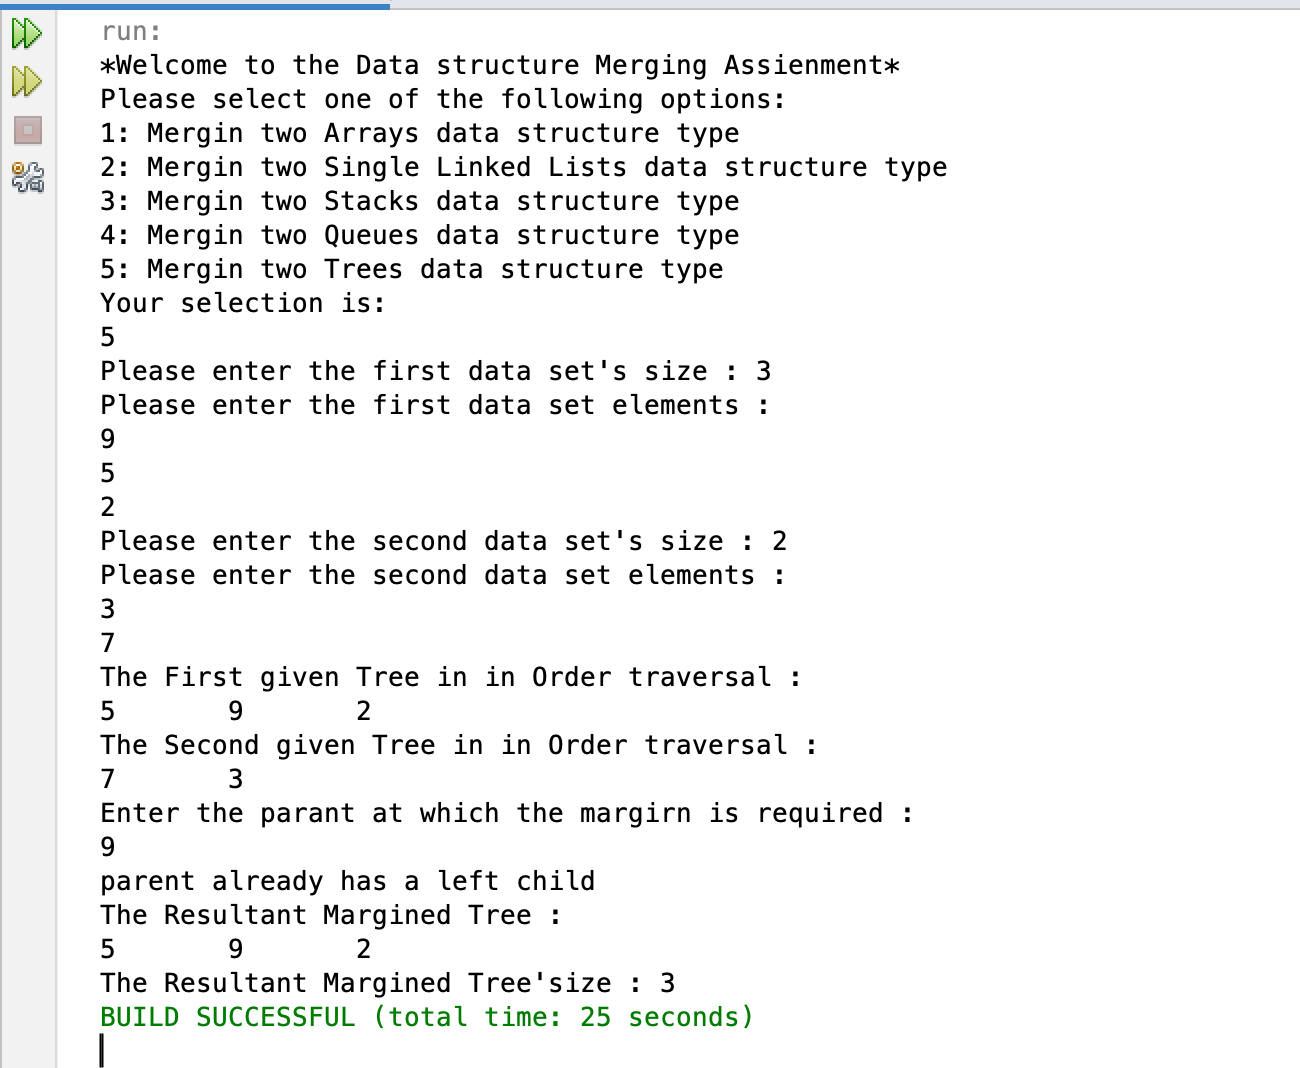 run:
*Welcome to the Data structure Merging Assienment*
Please select one of the following options:
1: Mergin two Arrays data structure type
2: Mergin two Single Linked Lists data structure type
3: Mergin two Stacks data structure type
4: Mergin two Queues data structure type
5: Mergin two Trees data structure type
Your selection is:
5
Please enter the first data set's size : 3
Please enter the first data set elements :
9
5
2
Please enter the second data set's size : 2
Please enter the second data set elements :
3
7
The First given Tree in in Order traversal :
5       9       2
The Second given Tree in in Order traversal :
7       3
Enter the parant at which the margirn is required :
9
parent already has a left child
The Resultant Margined Tree :
5       9       2
The Resultant Margined Tree'size : 3
BUILD SUCCESSFUL (total time: 25 seconds)